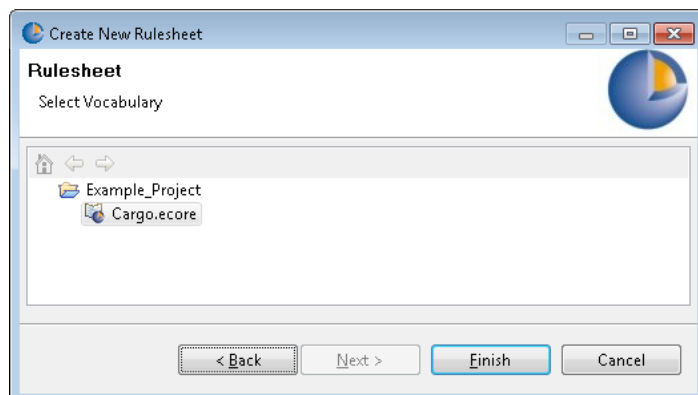 Create New Rulesheet
Rulesheet
Select Vocabulary
Example_Project
Cargo.ecore
< Back
Next >
Finish
Cancel